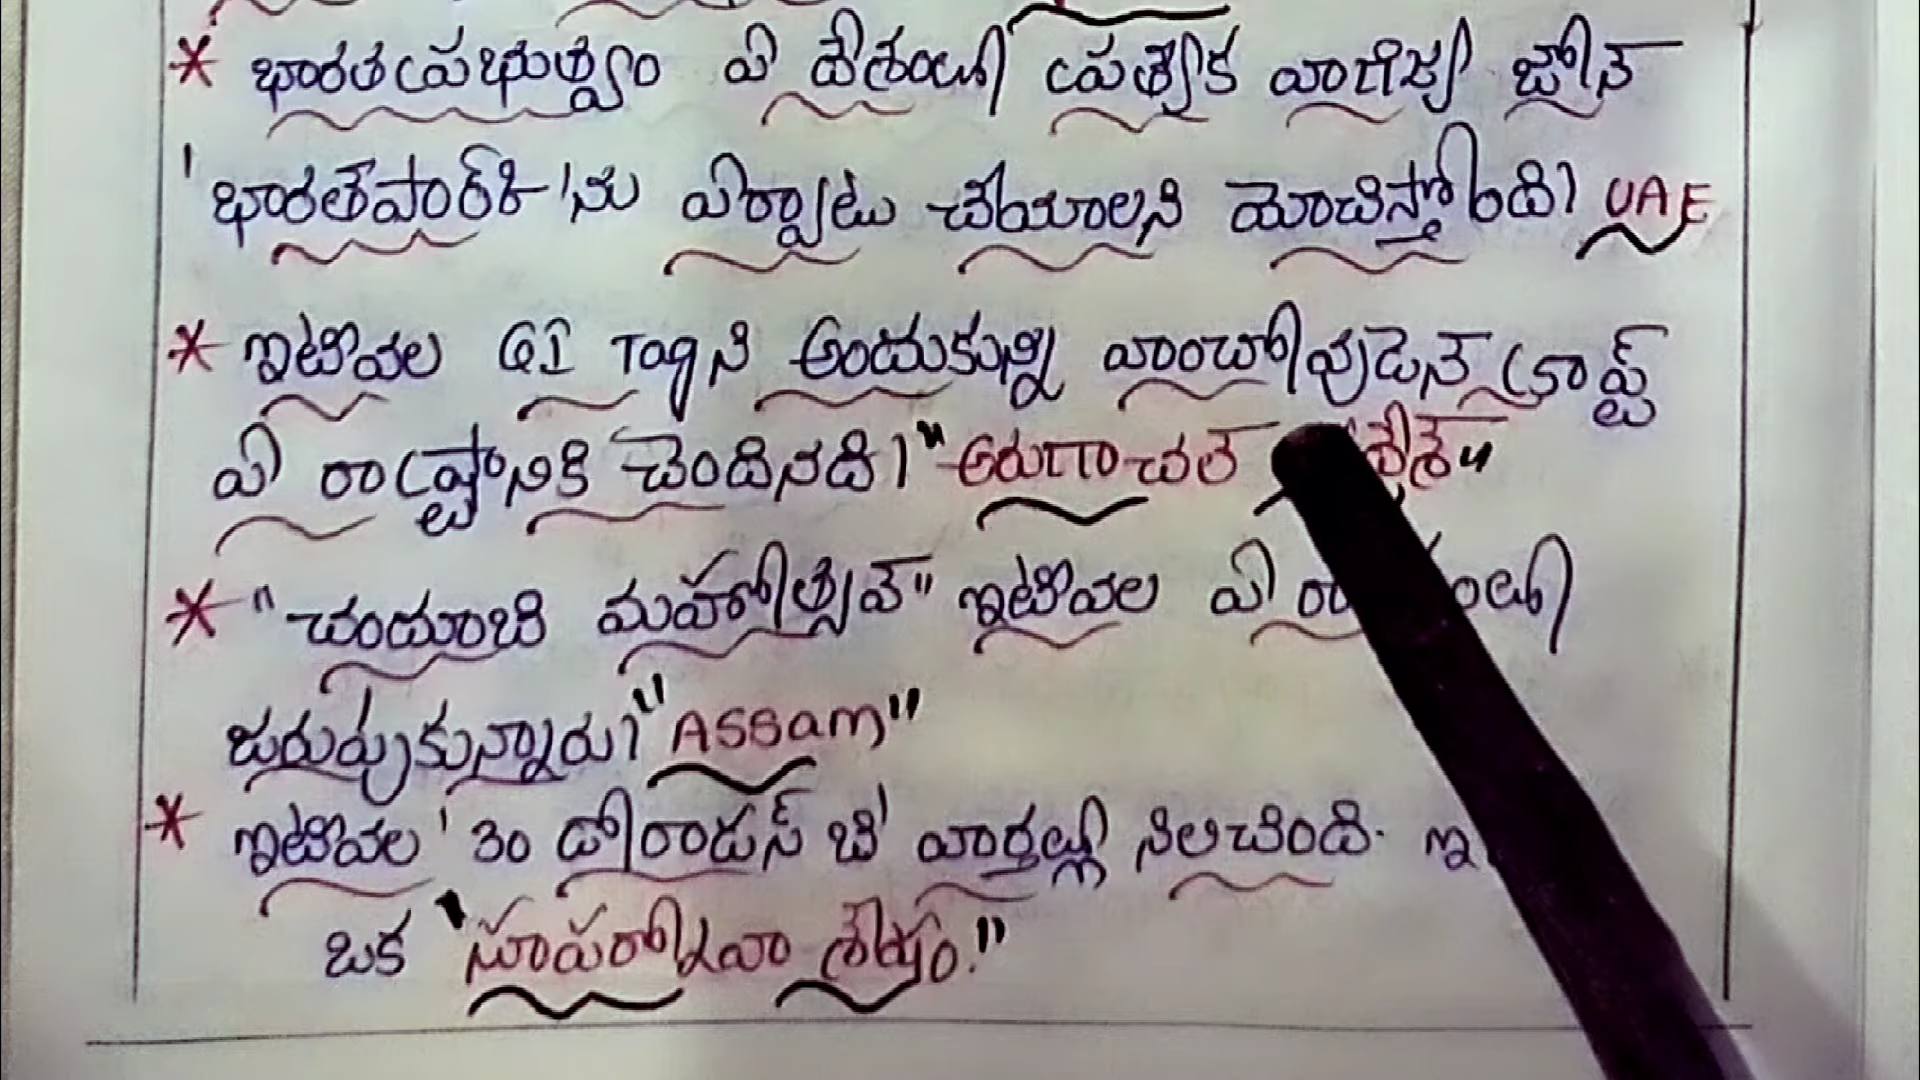 * భారత ప్రభుత్వం ఏ దేశంలో ప్రత్యేక వాణిజ్య జోన్
'భారత్‌పార్క్'ను ఏర్పాటు చేయాలని యోచిస్తోంది? UAE
* ఇటీవల GI Tagని అందుకున్న వాంచోవుడెన్ క్రాఫ్ట్
ఏ రాష్ట్రానికి చెందినది? "అరుణాచల్
* "చందుబి మహోత్సవ్" ఇటీవల ఏ
జరుపుకున్నారు? "ASSam"
* ఇటీవల '30 డోరాడస్ బి' వార్తల్లో నిలిచింది.
ఒక "సూపర్నోవా శేషం."